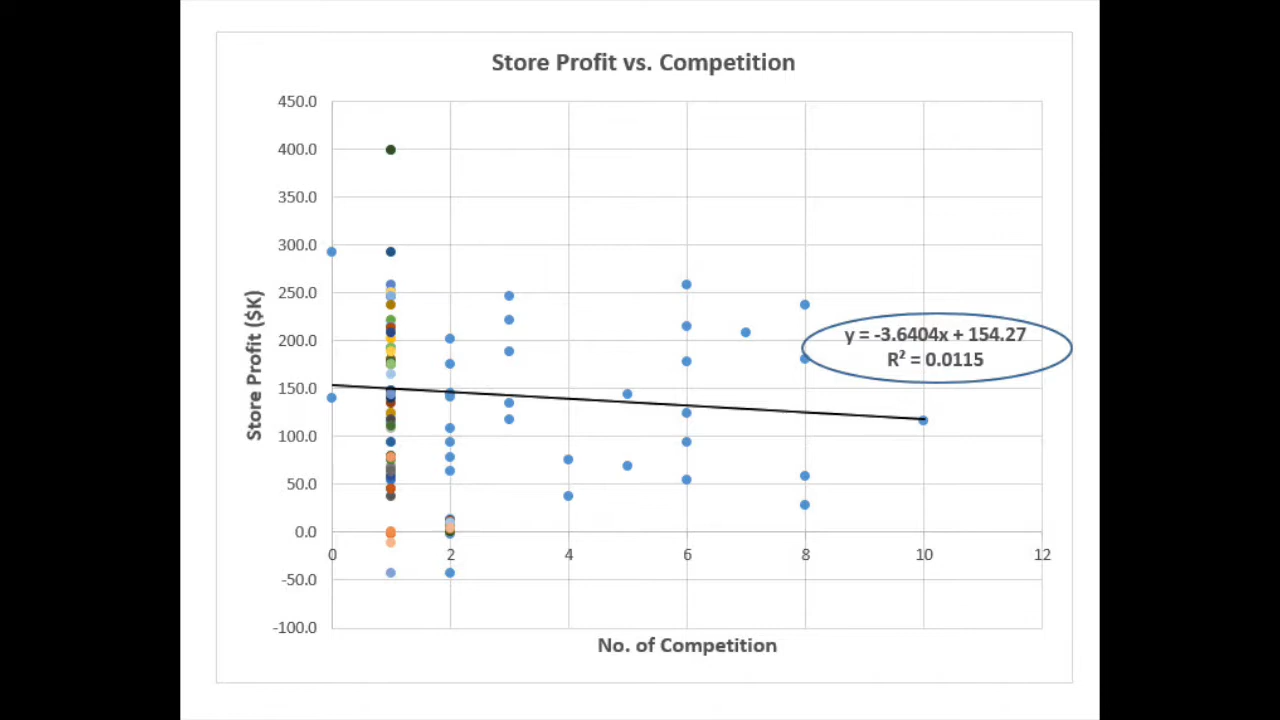 Store Profit vs. Competition
450.0
400.0
350.0
300.0
250.0
200.0
150.0
100.0
50.0
0.0
-50.0
-100.0
Store Profit ($K)
y = -3.6404x + 154.27
R² = 0.0115
0 2 4 6 8 10 12
No. of Competition